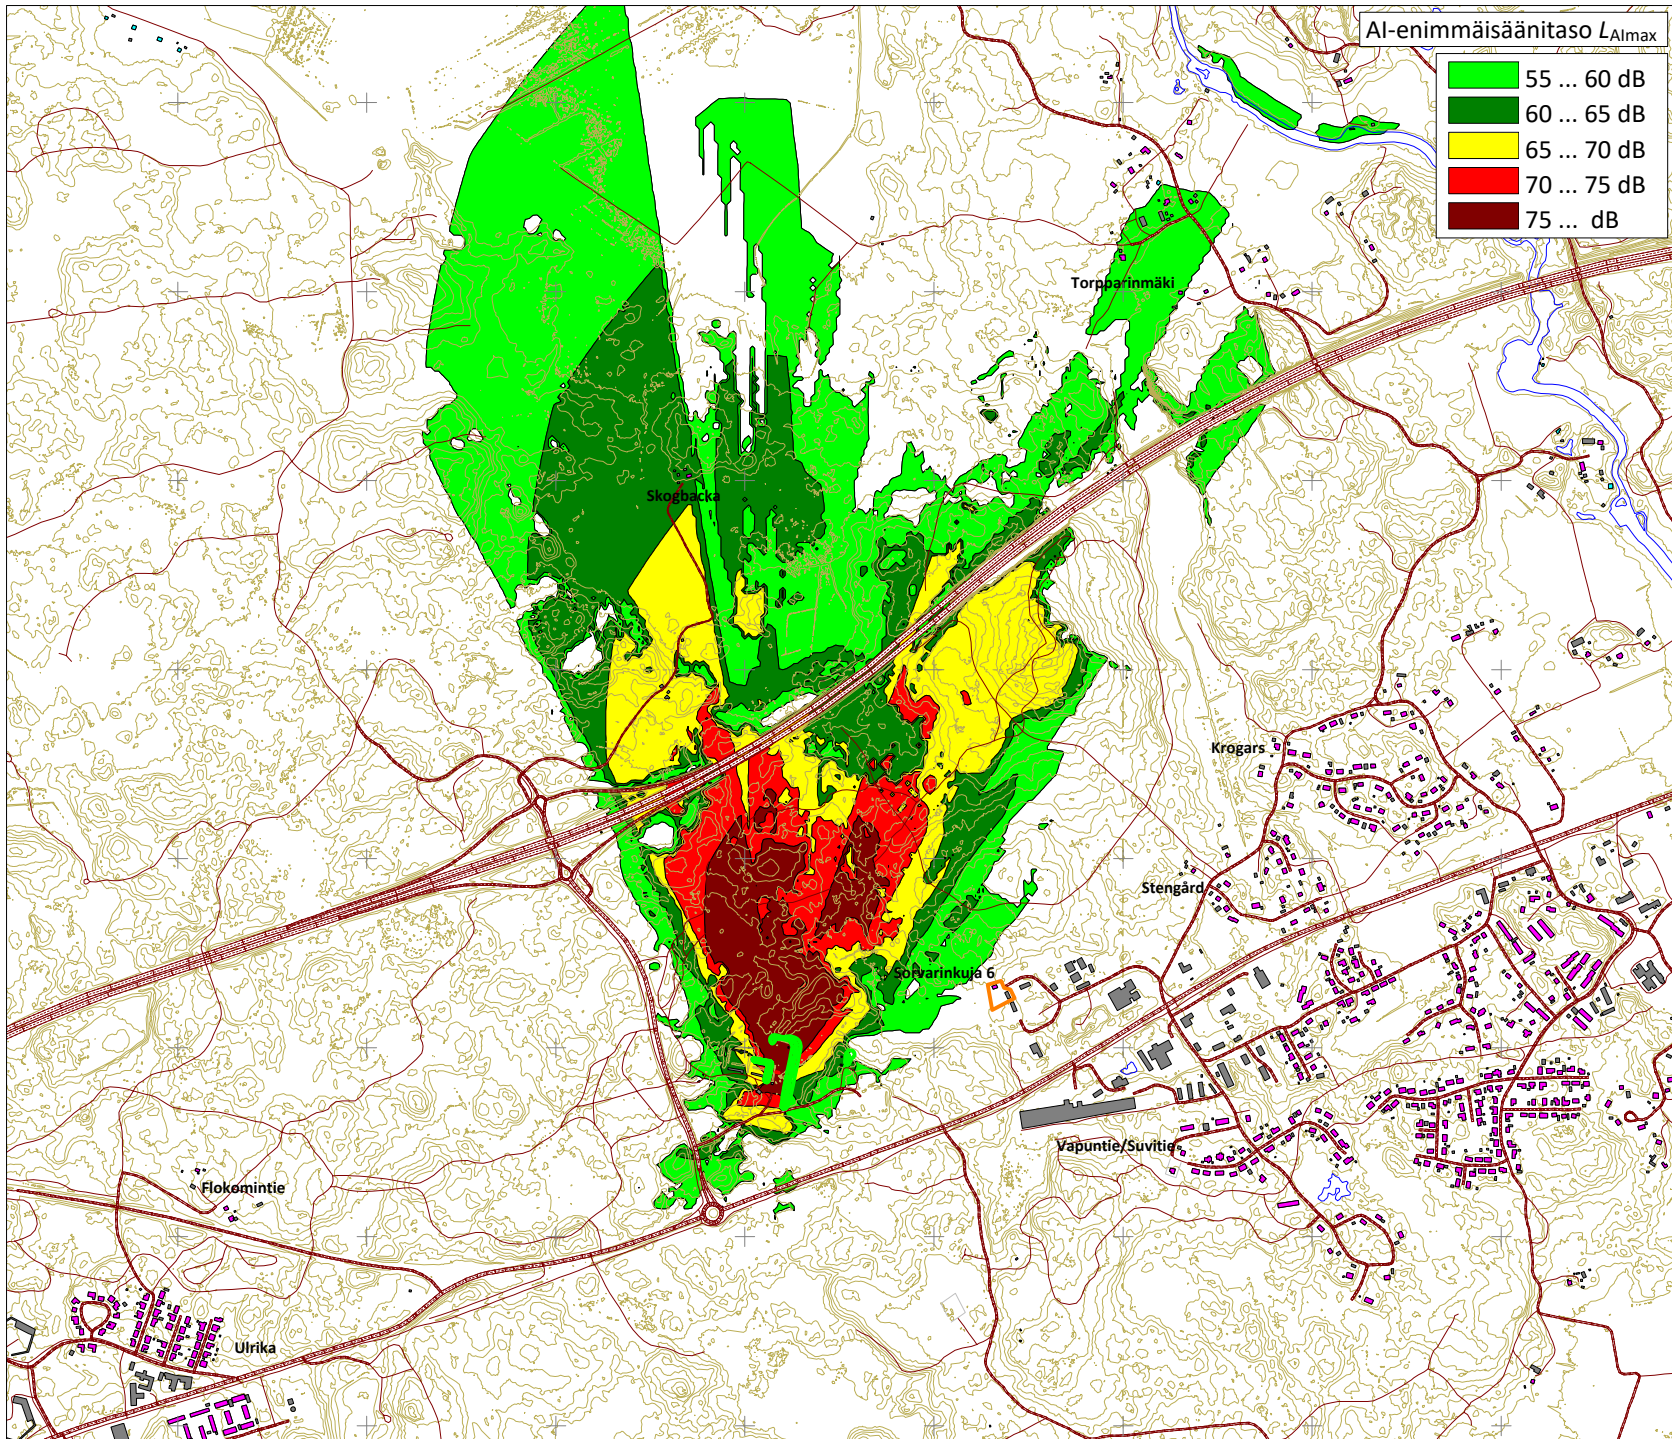 AI-enimmäisäänitaso LAImax
55 ... 60 dB
60 ... 65 dB
65 ... 70 dB
70 ... 75 dB
75 ... dB
Torpparinmäki
Skogbacka
Krogars
Stengård
Sorvarinkuja 6
Vapuntie/Suvitie
Flokomintie
Ulrika